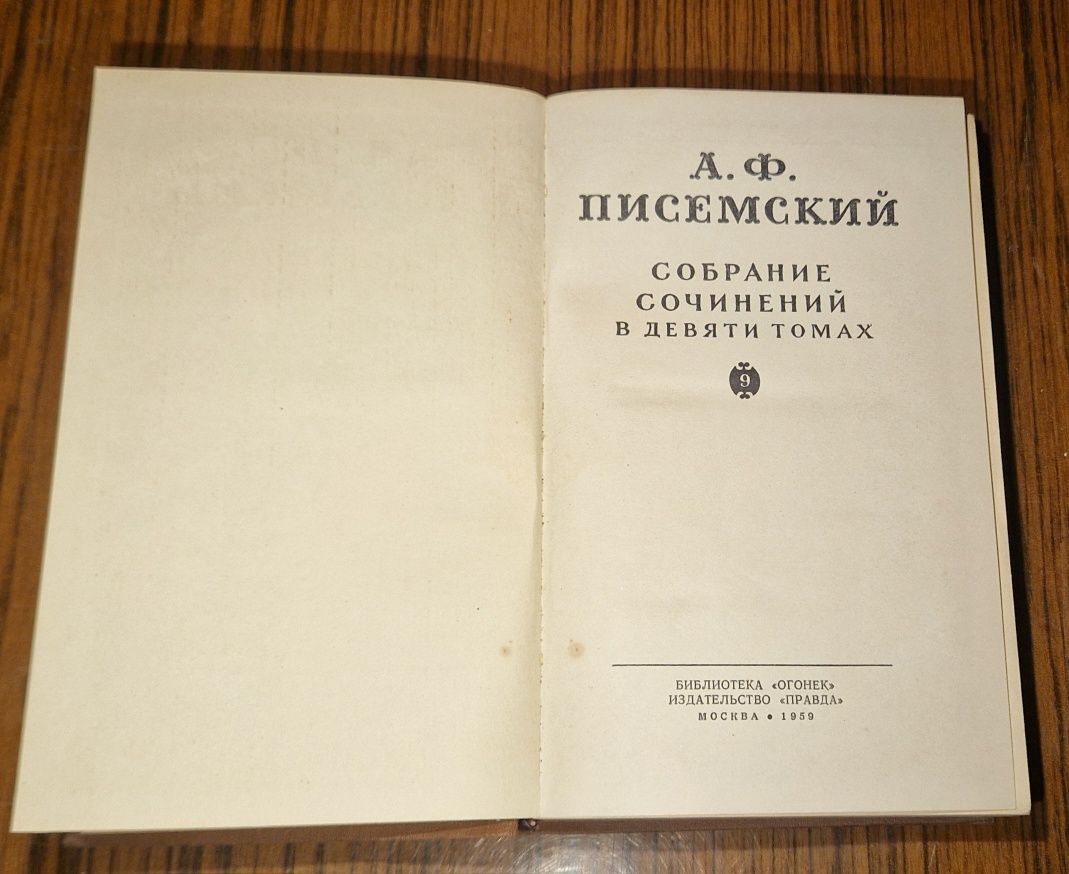 А. Ф.
ПИСЕМСКИЙ
СОБРАНИЕ
СОЧИНЕНИЙ
В ДЕВЯТИ ТОМАХ
9
БИБЛИОТЕКА «ОГОНЕК»
ИЗДАТЕЛЬСТВО «ПРАВДА»
МОСКВА • 1959